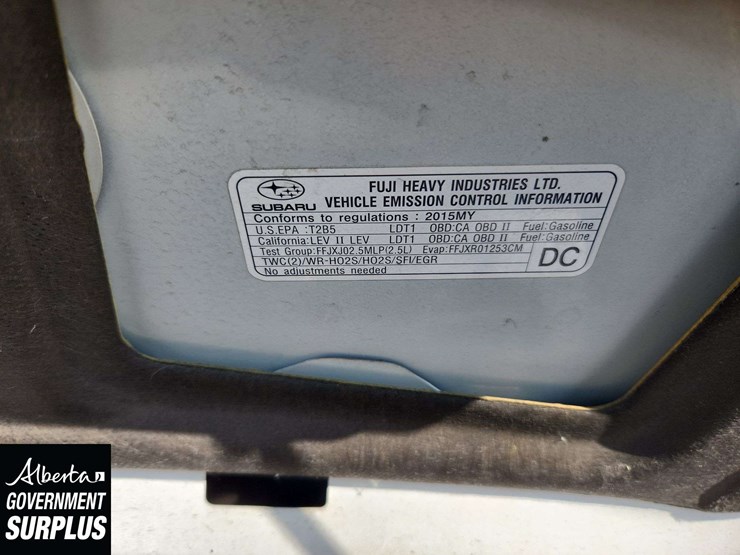 SUBARU
FUJI HEAVY INDUSTRIES LTD.
VEHICLE EMISSION CONTROL INFORMATION
Conforms to regulations : 2015MY
U.S.EPA :T2B5 LDT1 OBD:CA OBD II Fuel:Gasoline
California:LEV II LEV LDT1 OBD:CA OBD II Fuel:Gasoline
Test Group:FFJXJ02.5MLP(2.5L) Evap:FFJXR01253CM
TWC(2)/WR-HO2S/HO2S/SFI/EGR
No adjustments needed
DC
Alberta
GOVERNMENT
SURPLUS